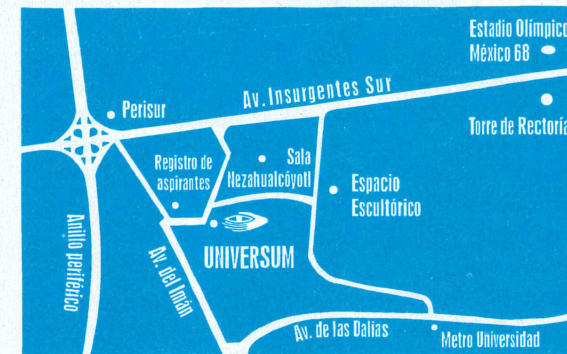 Estadio Olímpico
México 68
Av. Insurgentes Sur
Perisur
Torre de Rectoría
Registro de
aspirantes
Sala
Nezahualcóyotl
Espacio
Escultórico
Anillo periférico
Av. del Imán
UNIVERSUM
Av. de las Dalias
Metro Universidad